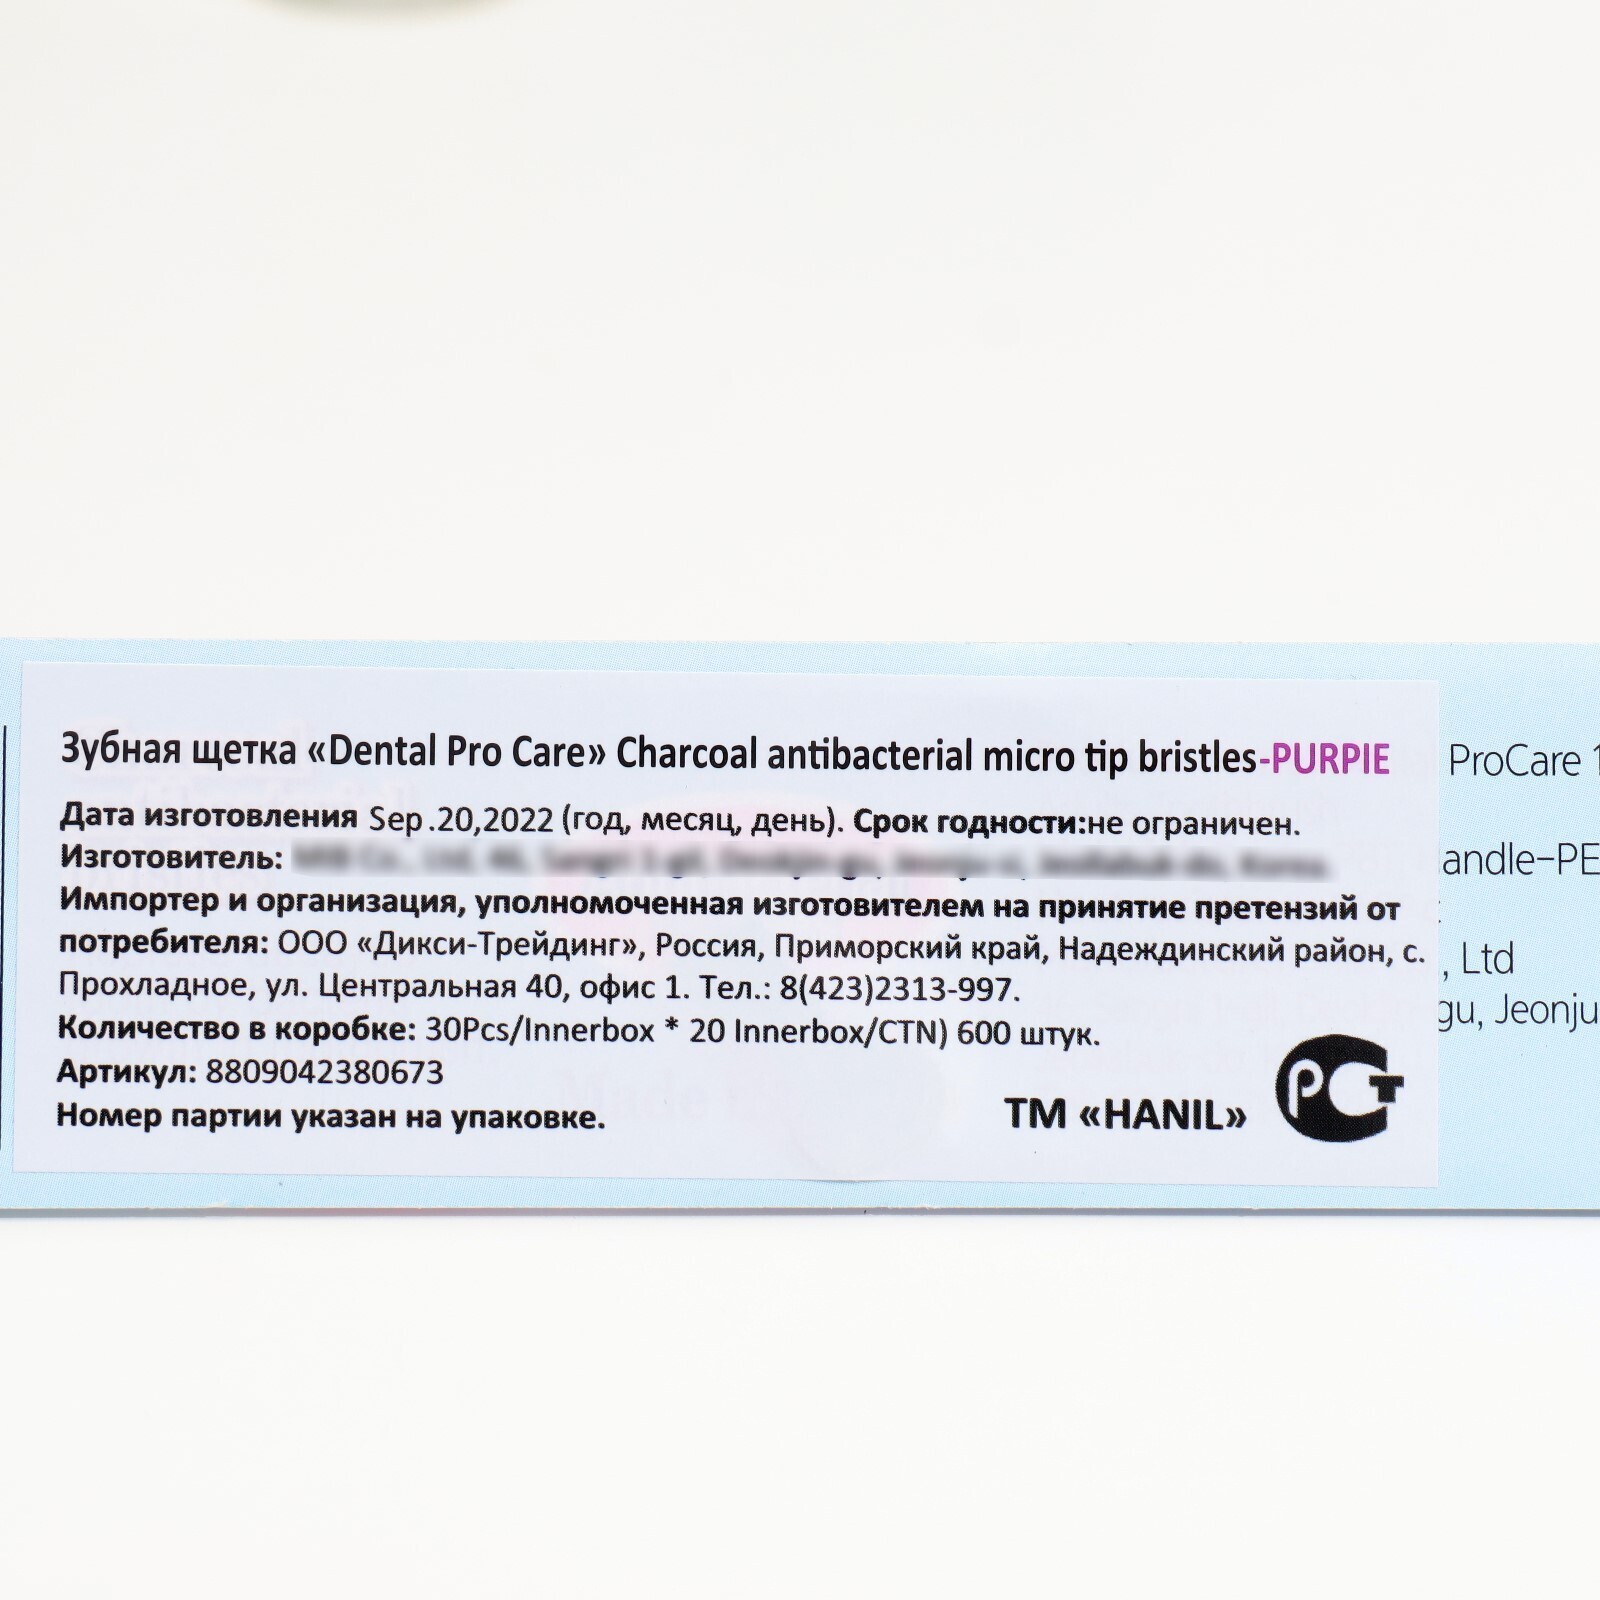 Зубная щетка «Dental Pro Care» Charcoal antibacterial micro tip bristles-PURPIE
Дата изготовления Sep.20,2022 (год, месяц, день). Срок годности:не ограничен.
Изготовитель:
Импортер и организация, уполномоченная изготовителем на принятие претензий от
потребителя: ООО «Дикси-Трейдинг», Россия, Приморский край, Надеждинский район, с.
Прохладное, ул. Центральная 40, офис 1. Тел.: 8(423)2313-997.
Количество в коробке: 30Pcs/Innerbox * 20 Innerbox/CTN) 600 штук.
Артикул: 8809042380673
Номер партии указан на упаковке.
ТМ «HANIL»
РСТ
ProCare 1
andle-PE
, Ltd
gu, Jeonju